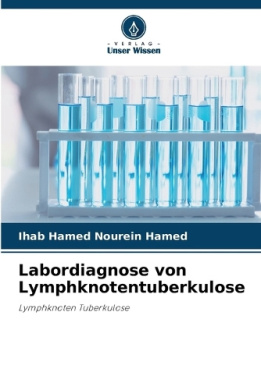 VERLAG
Unser Wissen
Ihab Hamed Nourein Hamed
Labordiagnose von
Lymphknotentuberkulose
Lymphknoten Tuberkulose